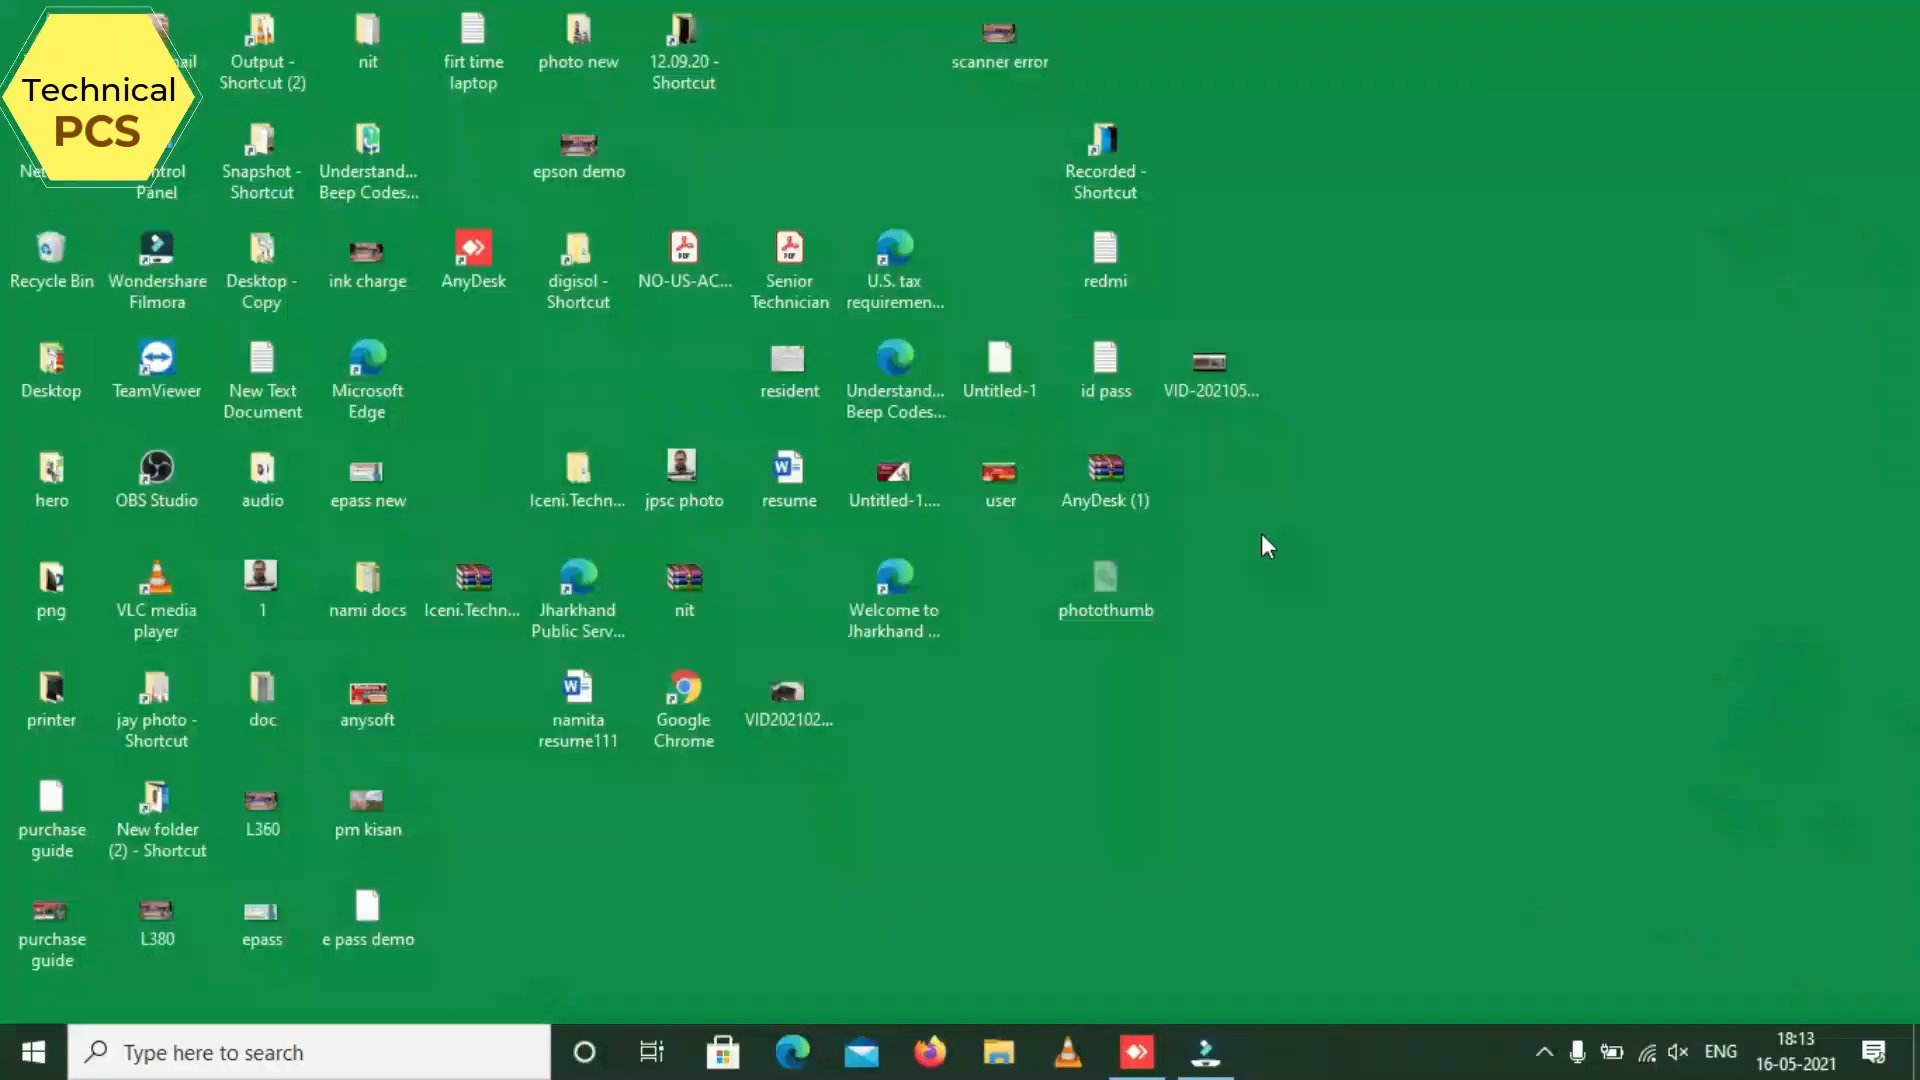 Technical
PCS
ail
Output -
Shortcut (2)
nit
firt time
laptop
photo new
12.09.20 -
Shortcut
scanner error
Net
ntrol
Panel
Snapshot -
Shortcut
Understand...
Beep Codes...
epson demo
Recorded -
Shortcut
Recycle Bin
Wondershare
Filmora
Desktop -
Copy
ink charge
AnyDesk
digisol -
Shortcut
NO-US-AC...
Senior
Technician
U.S. tax
requiremen...
redmi
Desktop
TeamViewer
New Text
Document
Microsoft
Edge
resident
Understand...
Beep Codes...
Untitled-1
id pass
VID-202105...
hero
OBS Studio
audio
epass new
Iceni.Techn...
jpsc photo
resume
Untitled-1....
user
AnyDesk (1)
png
VLC media
player
1
nami docs
Iceni.Techn...
Jharkhand
Public Serv...
nit
Welcome to
Jharkhand ...
photothumb
printer
jay photo -
Shortcut
doc
anysoft
namita
resume111
Google
Chrome
VID202102...
purchase
guide
New folder
(2) - Shortcut
L360
pm kisan
purchase
guide
L380
epass
e pass demo
Type here to search
ENG
18:13
16-05-2021